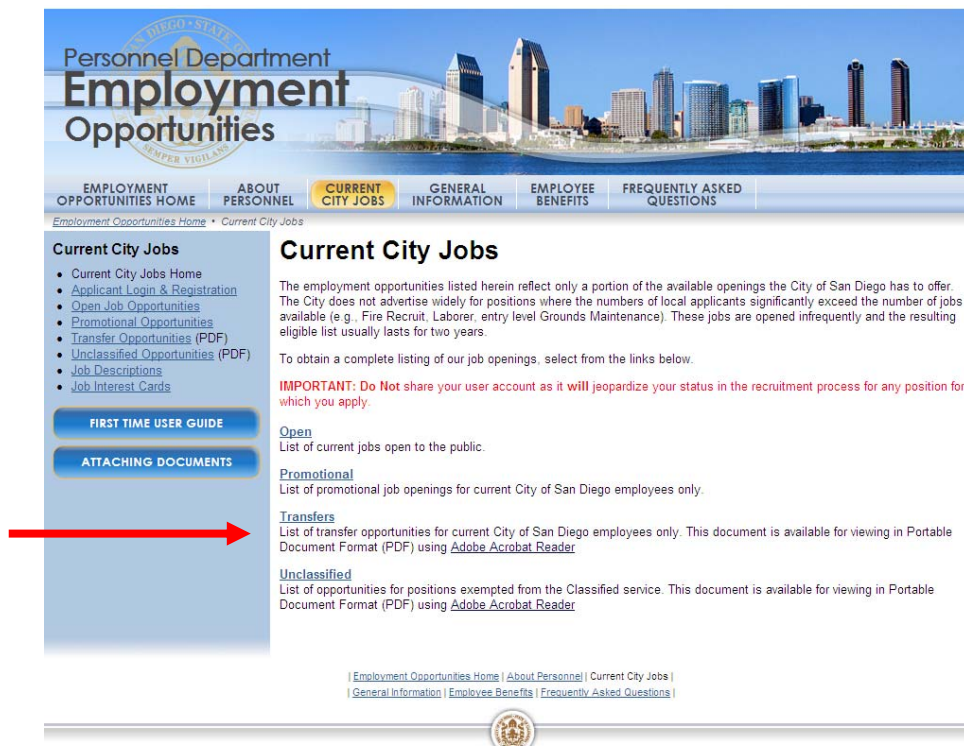 SAN DIEGO · STATE
Personnel Department
Employment
Opportunities
SEMPER VIGILANS
EMPLOYMENT OPPORTUNITIES HOME
ABOUT PERSONNEL
CURRENT CITY JOBS
GENERAL INFORMATION
EMPLOYEE BENEFITS
FREQUENTLY ASKED QUESTIONS
Employment Opportunities Home • Current City Jobs
Current City Jobs
• Current City Jobs Home
• Applicant Login & Registration
• Open Job Opportunities
• Promotional Opportunities
• Transfer Opportunities (PDF)
• Unclassified Opportunities (PDF)
• Job Descriptions
• Job Interest Cards
FIRST TIME USER GUIDE
ATTACHING DOCUMENTS
Current City Jobs
The employment opportunities listed herein reflect only a portion of the available openings the City of San Diego has to offer.
The City does not advertise widely for positions where the numbers of local applicants significantly exceed the number of jobs
available (e.g., Fire Recruit, Laborer, entry level Grounds Maintenance). These jobs are opened infrequently and the resulting
eligible list usually lasts for two years.
To obtain a complete listing of our job openings, select from the links below.
IMPORTANT: Do Not share your user account as it will jeopardize your status in the recruitment process for any position for
which you apply.
Open
List of current jobs open to the public.
Promotional
List of promotional job openings for current City of San Diego employees only.
Transfers
List of transfer opportunities for current City of San Diego employees only. This document is available for viewing in Portable
Document Format (PDF) using Adobe Acrobat Reader
Unclassified
List of opportunities for positions exempted from the Classified service. This document is available for viewing in Portable
Document Format (PDF) using Adobe Acrobat Reader
| Employment Opportunities Home | About Personnel | Current City Jobs |
| General Information | Employee Benefits | Frequently Asked Questions |